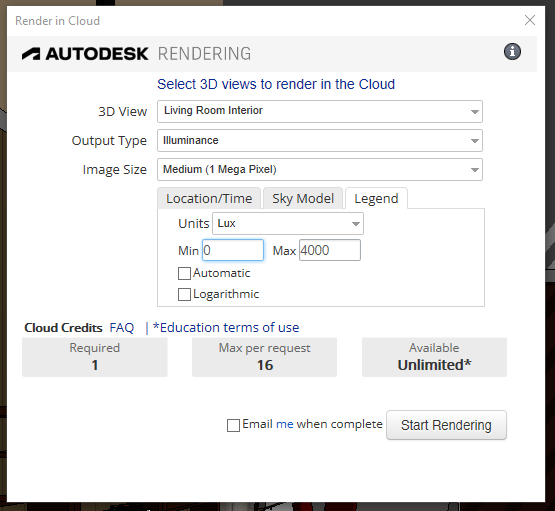 Render in Cloud
AUTODESK RENDERING
Select 3D views to render in the Cloud
3D View Living Room Interior
Output Type Illuminance
Image Size Medium (1 Mega Pixel)
Location/Time Sky Model Legend
Units Lux
Min 0 Max 4000
Automatic
Logarithmic
Cloud Credits FAQ | *Education terms of use
Required Max per request Available
1 16 Unlimited*
Email me when complete Start Rendering